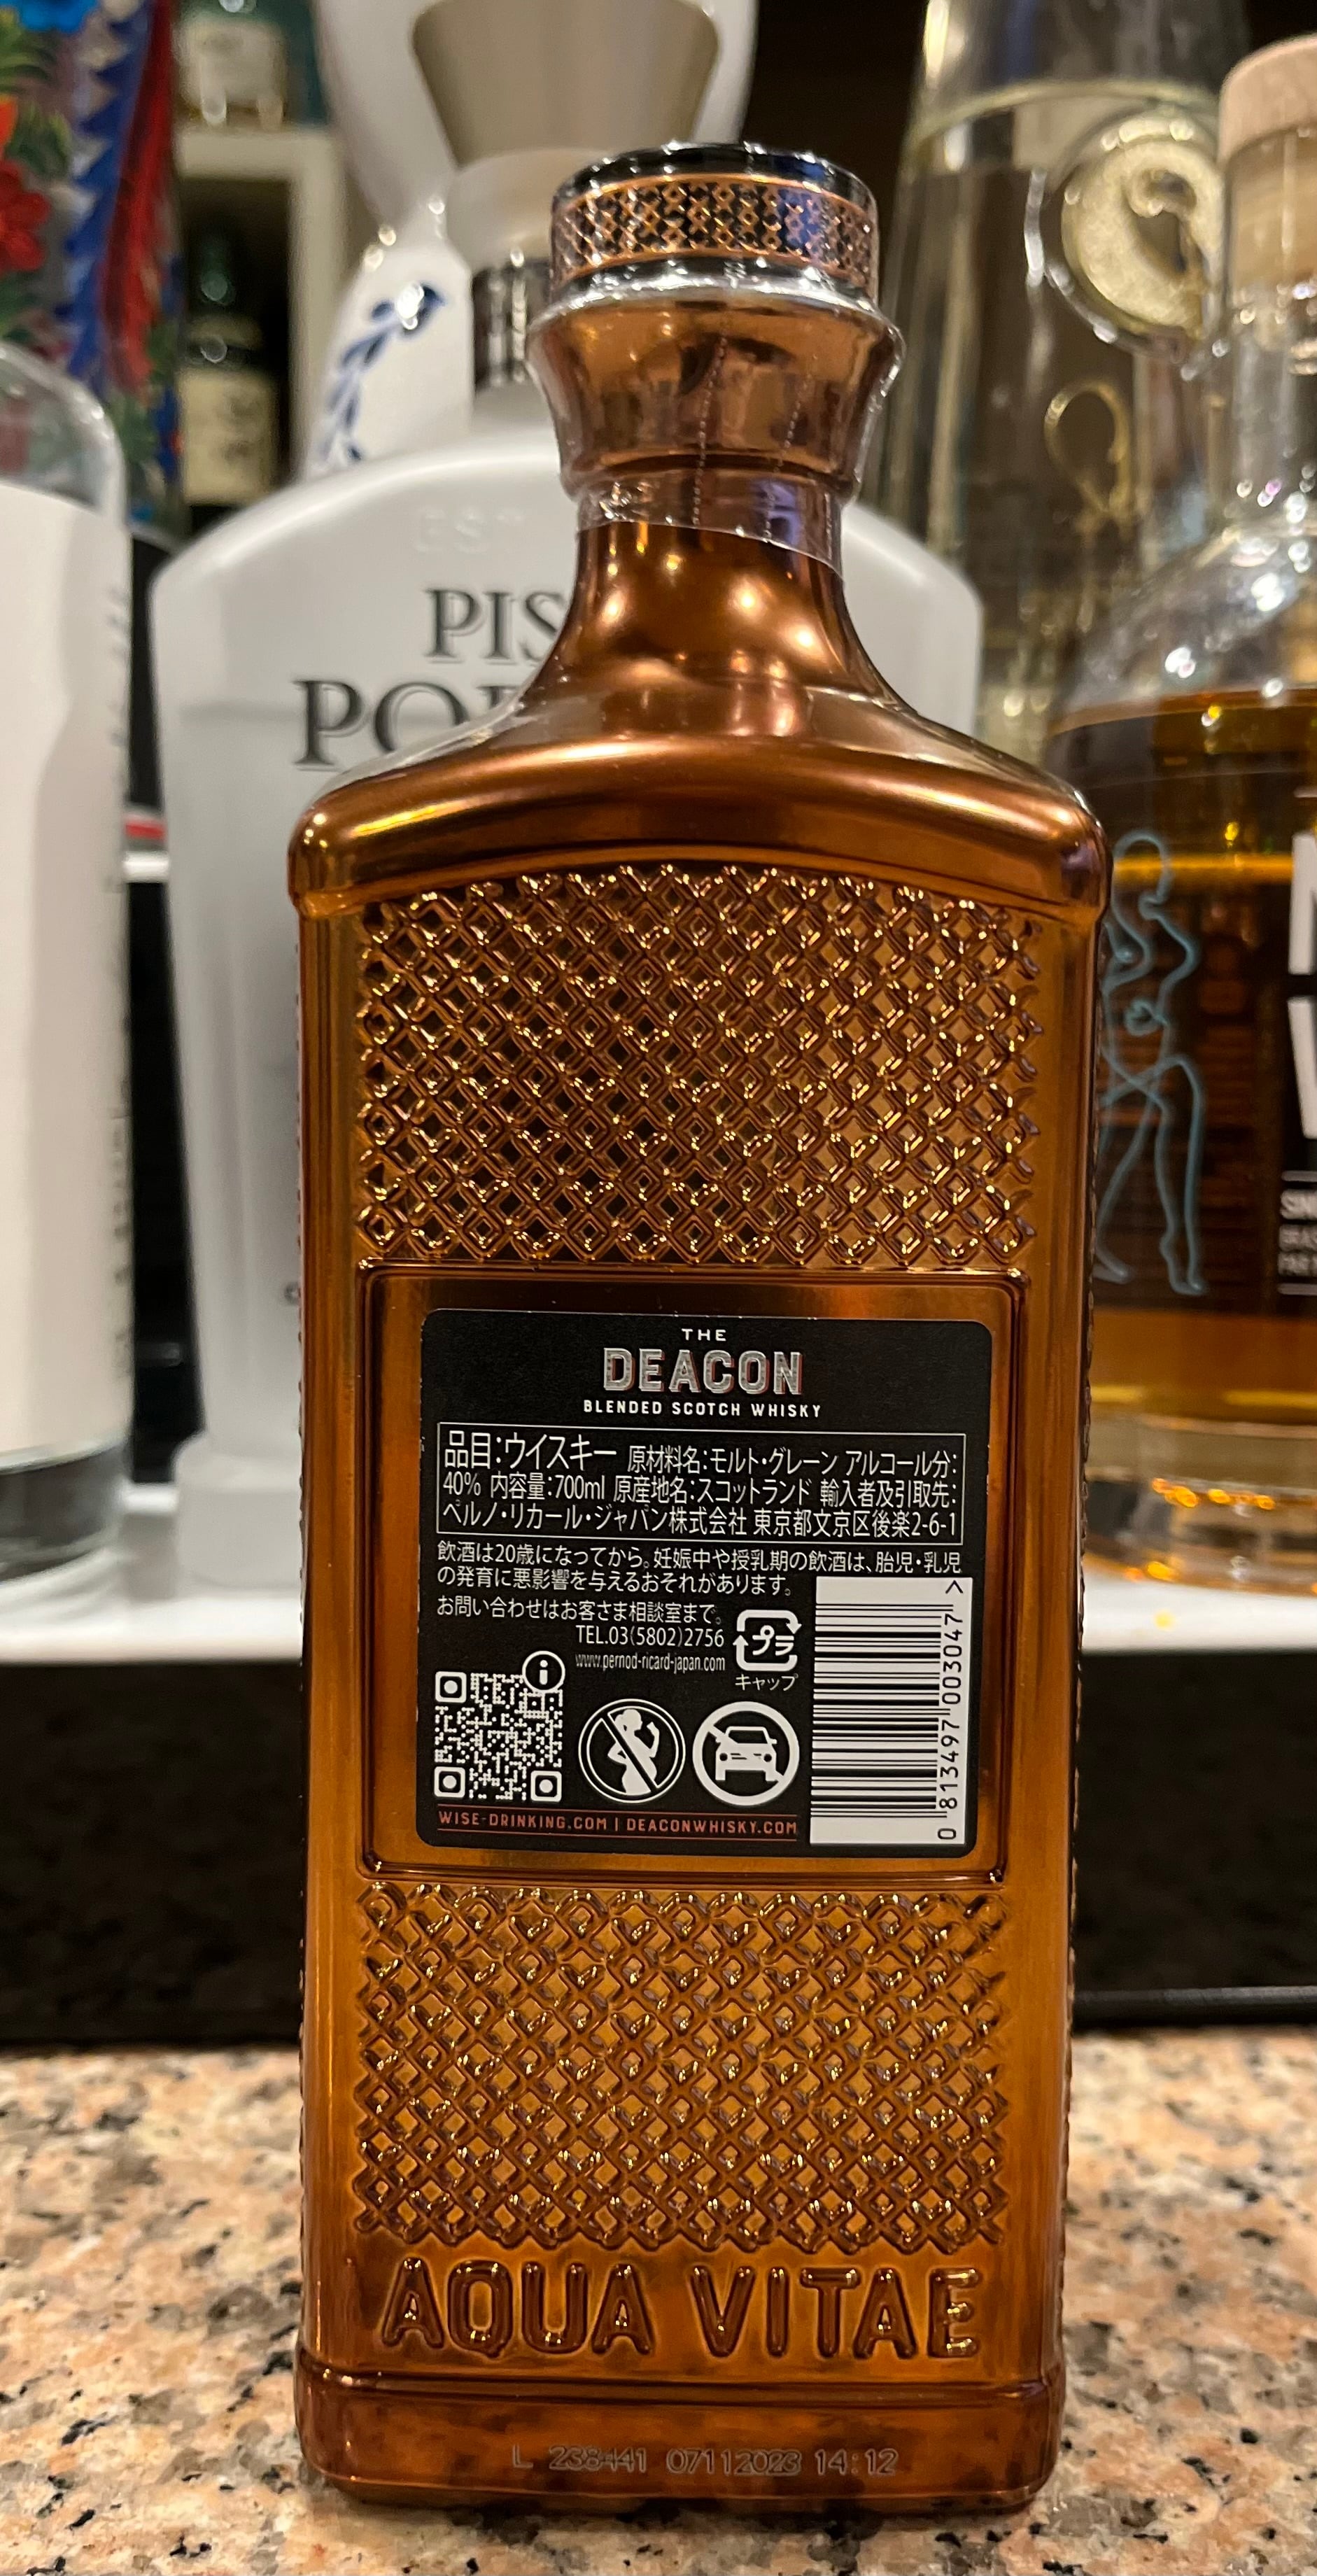 PIS
PO
THE
DEACON
BLENDED SCOTCH WHISKY
品目:ウイスキー 原材料名:モルト・グレーン アルコール分:
40% 内容量:700ml 原産地名:スコットランド 輸入者及引取先:
ペルノ・リカール・ジャパン株式会社 東京都文京区後楽2-6-1
飲酒は20歳になってから。妊娠中や授乳期の飲酒は、胎児・乳児
の発育に悪影響を与えるおそれがあります。
お問い合わせはお客さま相談室まで。
TEL.03(5802)2756
www.pernod-ricard-japan.com
プラ
キャップ
0 813497 003047
WISE-DRINKING.COM | DEACONWHISKY.COM
AQUA VITAE
L 238441 07112023 14:12